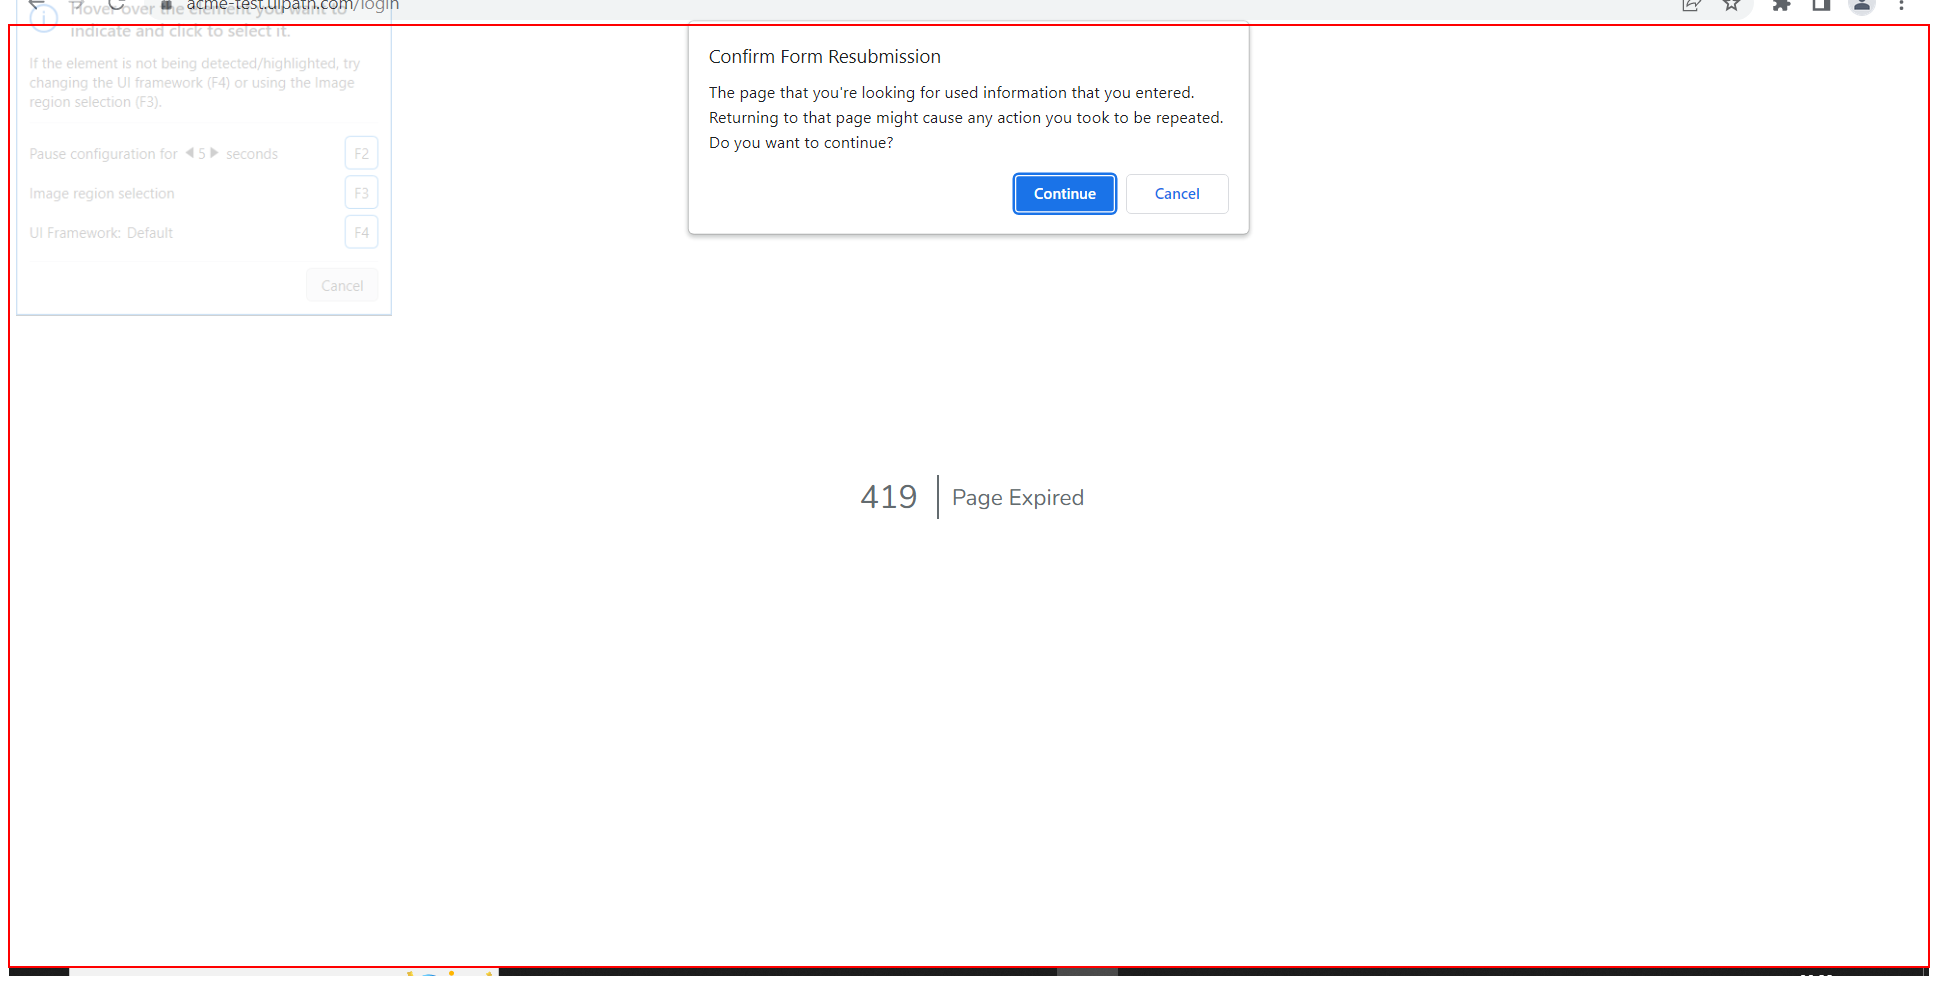 acme-test.uipath.com/login
Hover over the element you want to
indicate and click to select it.
If the element is not being detected/highlighted, try
changing the UI framework (F4) or using the Image
region selection (F3).
Pause configuration for 5 seconds F2
Image region selection F3
UI Framework: Default F4
Cancel
Confirm Form Resubmission
The page that you're looking for used information that you entered.
Returning to that page might cause any action you took to be repeated.
Do you want to continue?
Continue Cancel
419 Page Expired